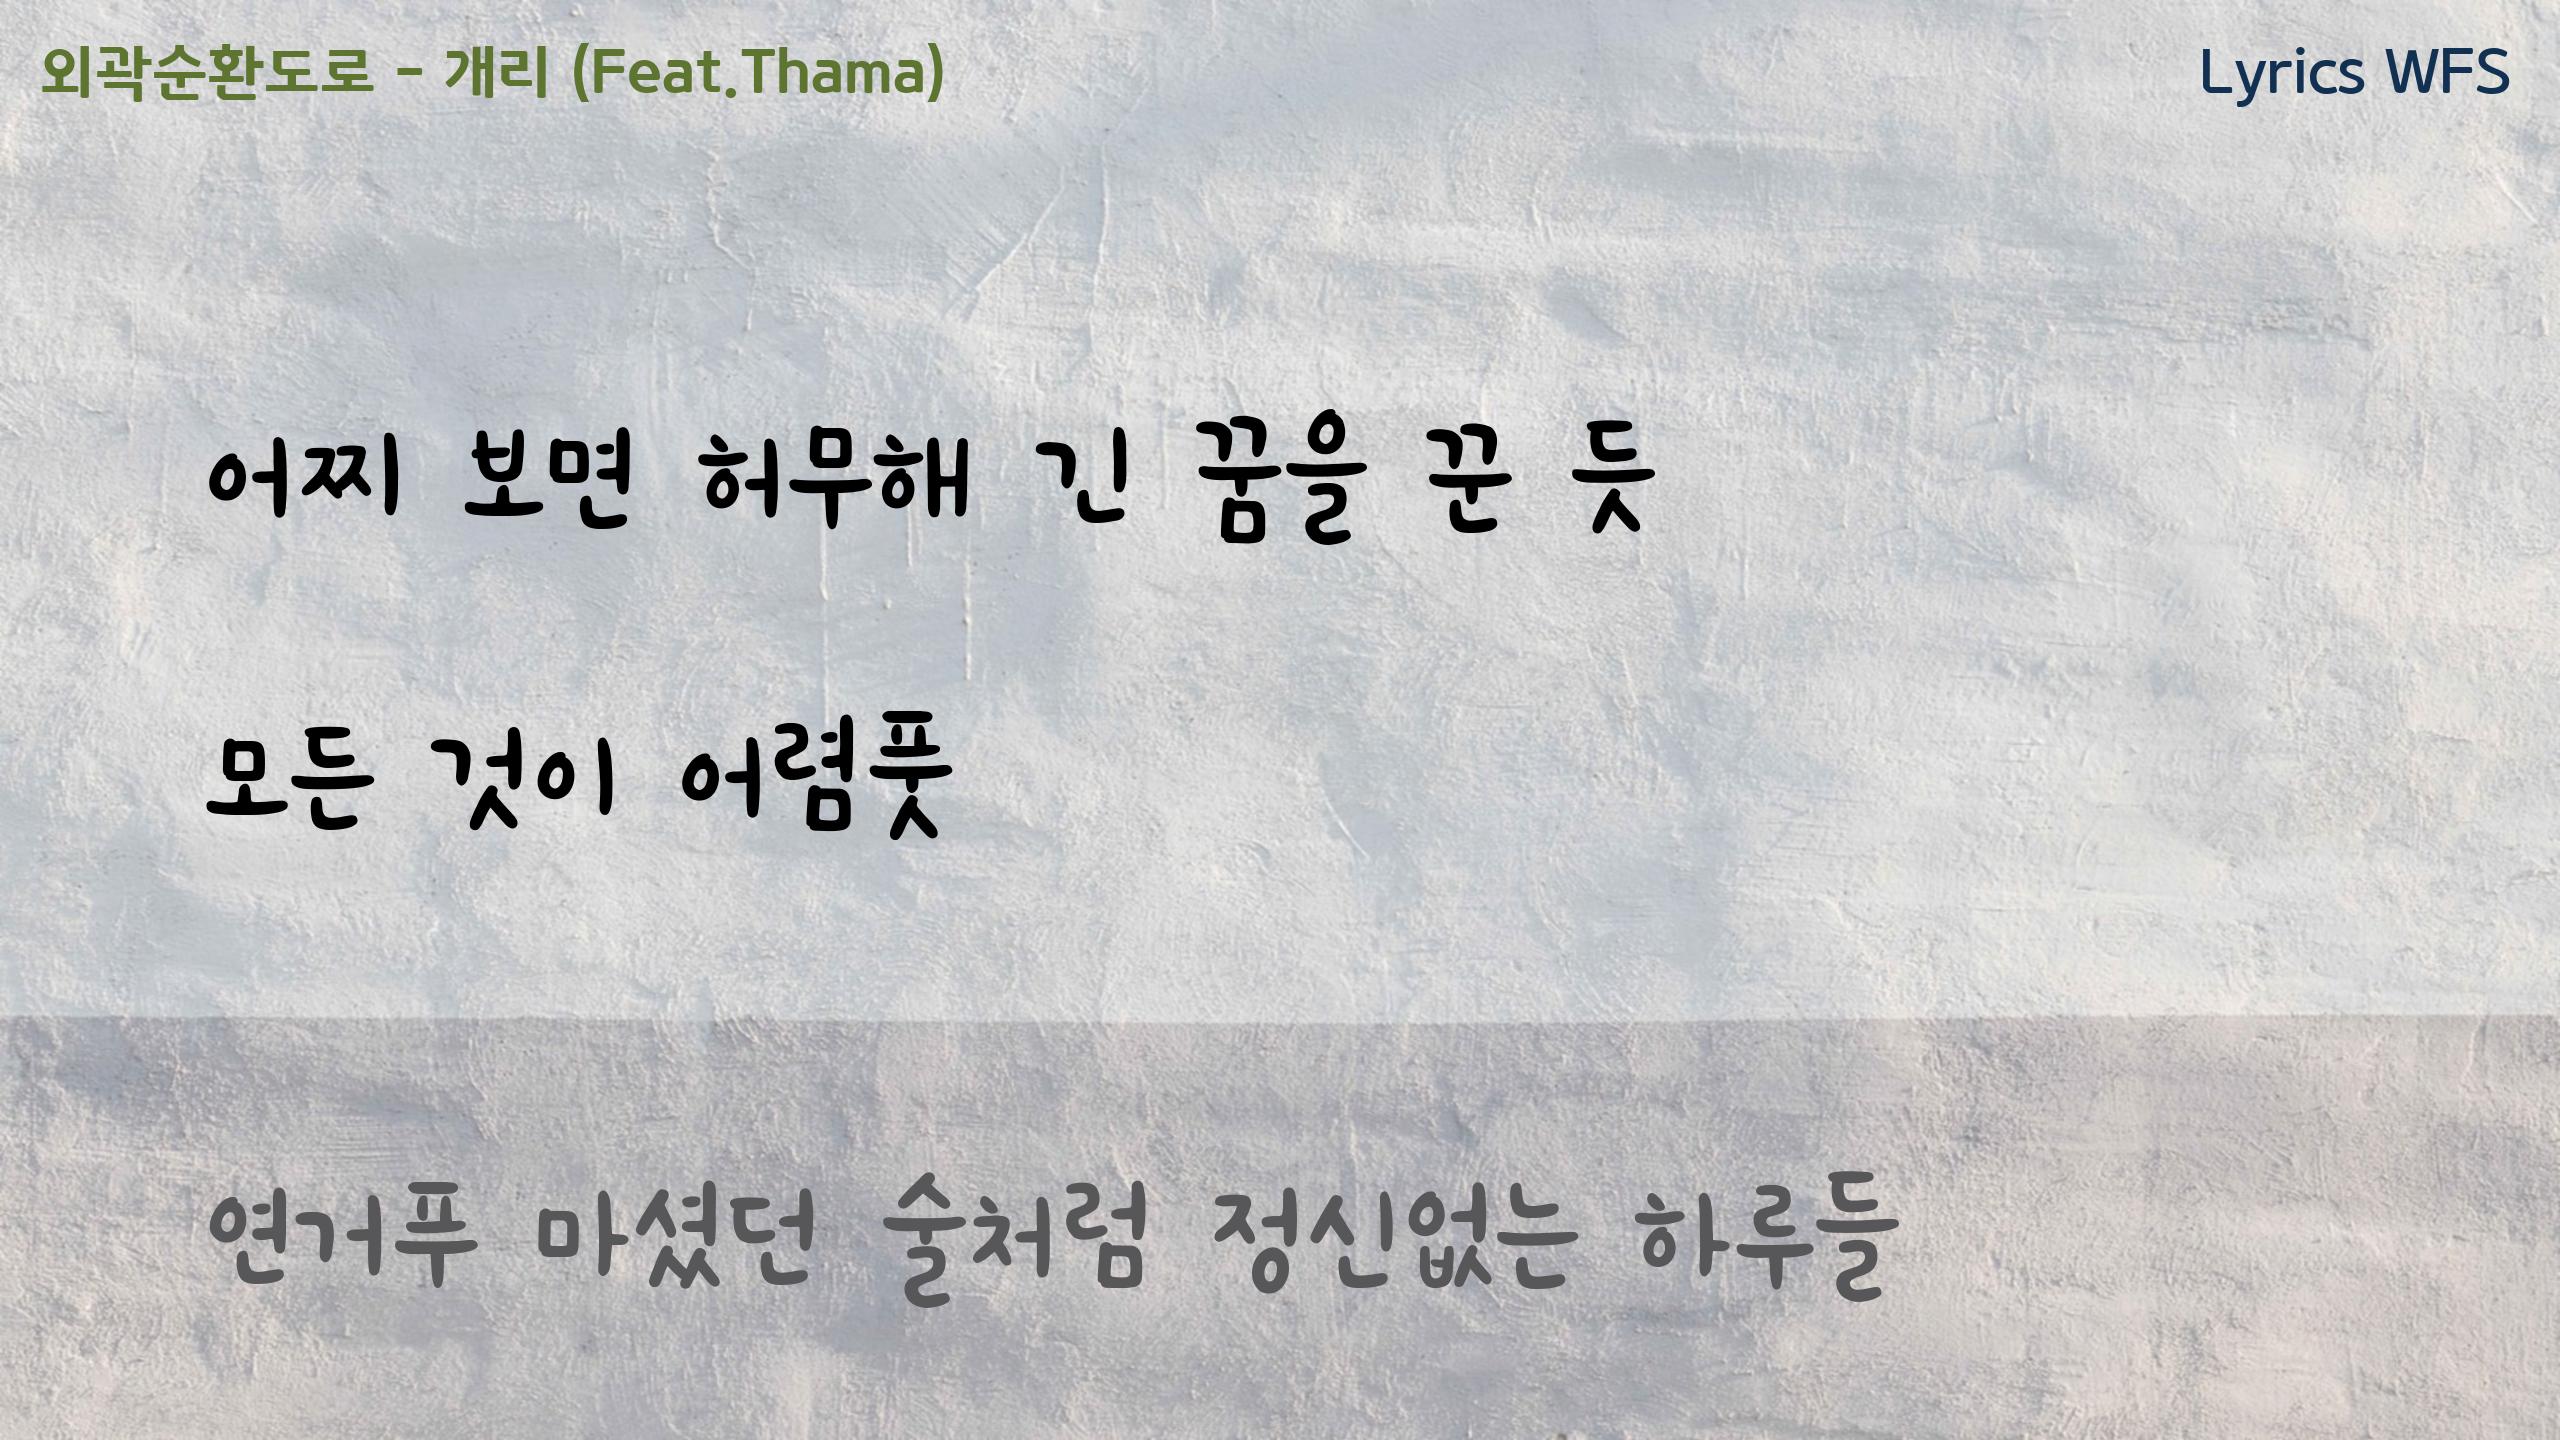 외곽순환도로 - 개리 (Feat.Thama)
Lyrics WFS
어찌 보면 허무해 긴 꿈을 꾼 듯
모든 것이 어렴풋
연거푸 마셨던 술처럼 정신없는 하루들